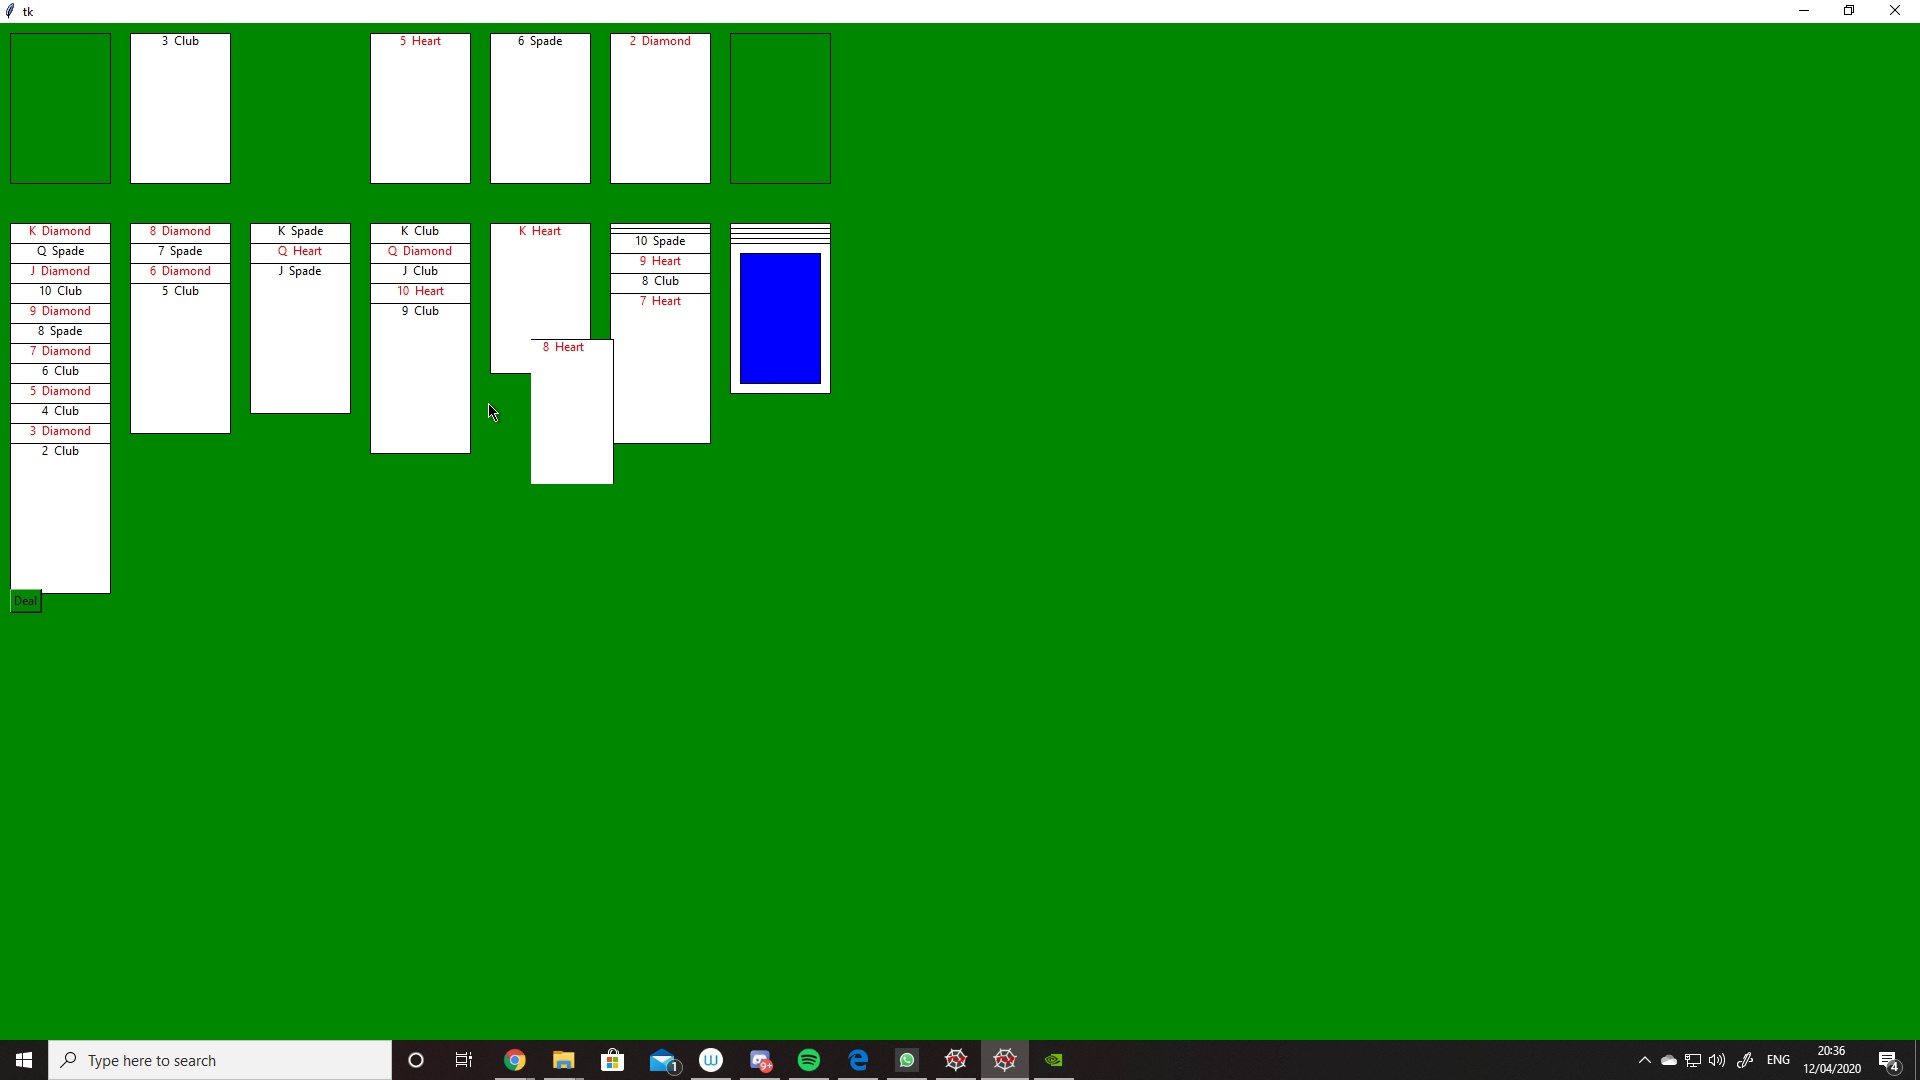 tk
3 Club
5 Heart
6 Spade
2 Diamond
K Diamond
Q Spade
J Diamond
10 Club
9 Diamond
8 Spade
7 Diamond
6 Club
5 Diamond
4 Club
3 Diamond
2 Club
8 Diamond
7 Spade
6 Diamond
5 Club
K Spade
Q Heart
J Spade
K Club
Q Diamond
J Club
10 Heart
9 Club
K Heart
8 Heart
10 Spade
9 Heart
8 Club
7 Heart
Deal
Type here to search
1
W
9+
ENG
20:36
12/04/2020
4